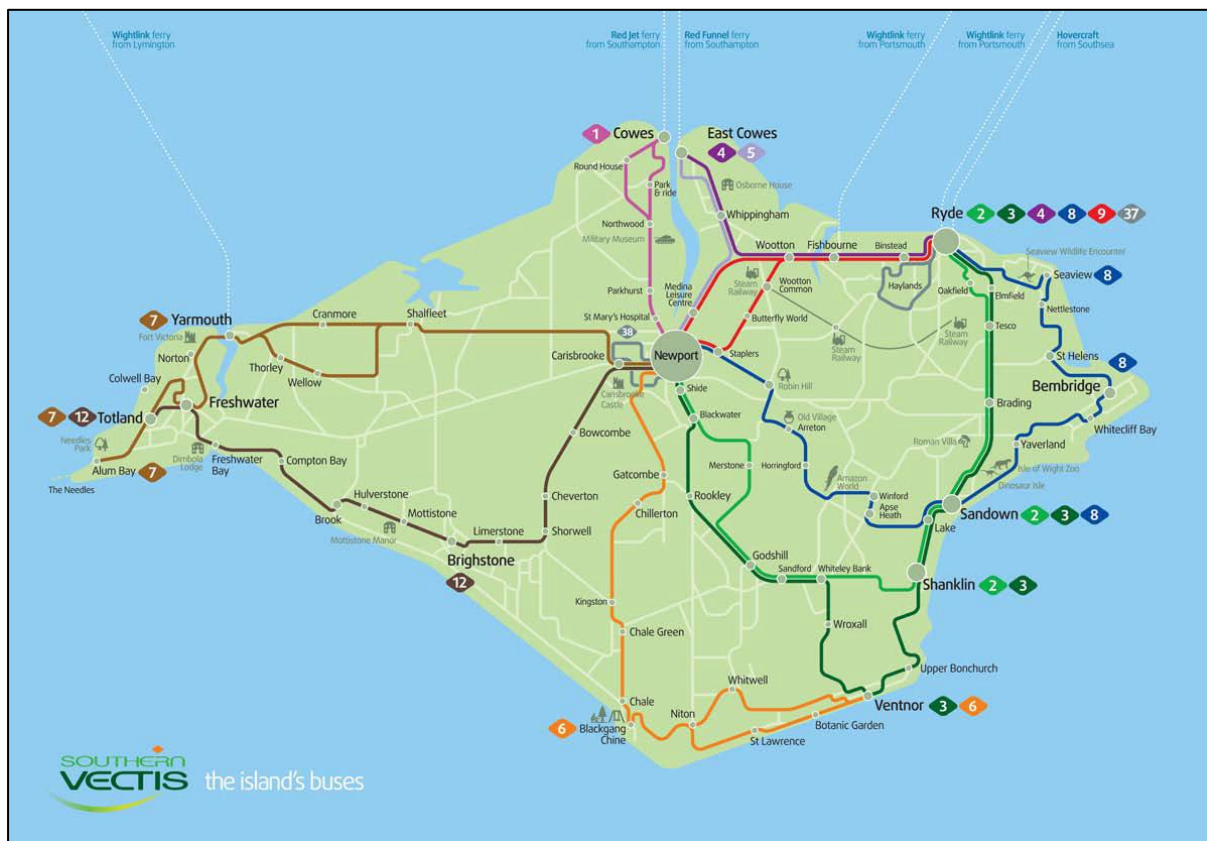 Wightlink ferry
from Lymington
Red Jet ferry
from Southampton
Red Funnel ferry
from Southampton
Wightlink ferry
from Portsmouth
Wightlink ferry
from Portsmouth
Hovercraft
from Southsea
1 Cowes
East Cowes
4 5
Round House
Park
& ride
Osborne House
Northwood
Whippingham
Military Museum
Ryde 2 3 4 8 9 37
Wootton
Fishbourne
Binstead
Seaview Wildlife Encounter
Seaview 8
Steam
Railway
Wootton
Common
Haylands
Oakfield
Elmfield
Nettlestone
Parkhurst
Medina
Leisure
Centre
St Mary's Hospital
Butterfly World
Steam
Railway
Steam
Railway
Tesco
7 Yarmouth
Fort Victoria
Cranmore
Shalfleet
38
Carisbrooke
Newport
Staplers
St Helens
8
Norton
Thorley
Wellow
Colwell Bay
Carisbrooke
Castle
Shide
Robin Hill
Bembridge
7 12 Totland
Freshwater
Blackwater
Old Village
Arreton
Brading
Whitecliff Bay
Needles
Park
Dimbola
Lodge
Freshwater
Bay
Compton Bay
Bowcombe
Roman Villa
Yaverland
Alum Bay 7
The Needles
Gatcombe
Merstone
Horringford
Amazon
World
Isle of Wight Zoo
Dinosaur Isle
Hulverstone
Brook
Mottistone
Mottistone Manor
Cheverton
Chillerton
Rookley
Winford
Apse
Heath
Lake
Sandown 2 3 8
Limerstone
Shorwell
Brighstone
12
Godshill
Sandford
Whiteley Bank
Shanklin 2 3
Kingston
Wroxall
Chale Green
Upper Bonchurch
Whitwell
Chale
Ventnor 3 6
6 Blackgang
Chine
Niton
Botanic Garden
St Lawrence
SOUTHERN
VECTIS the island's buses